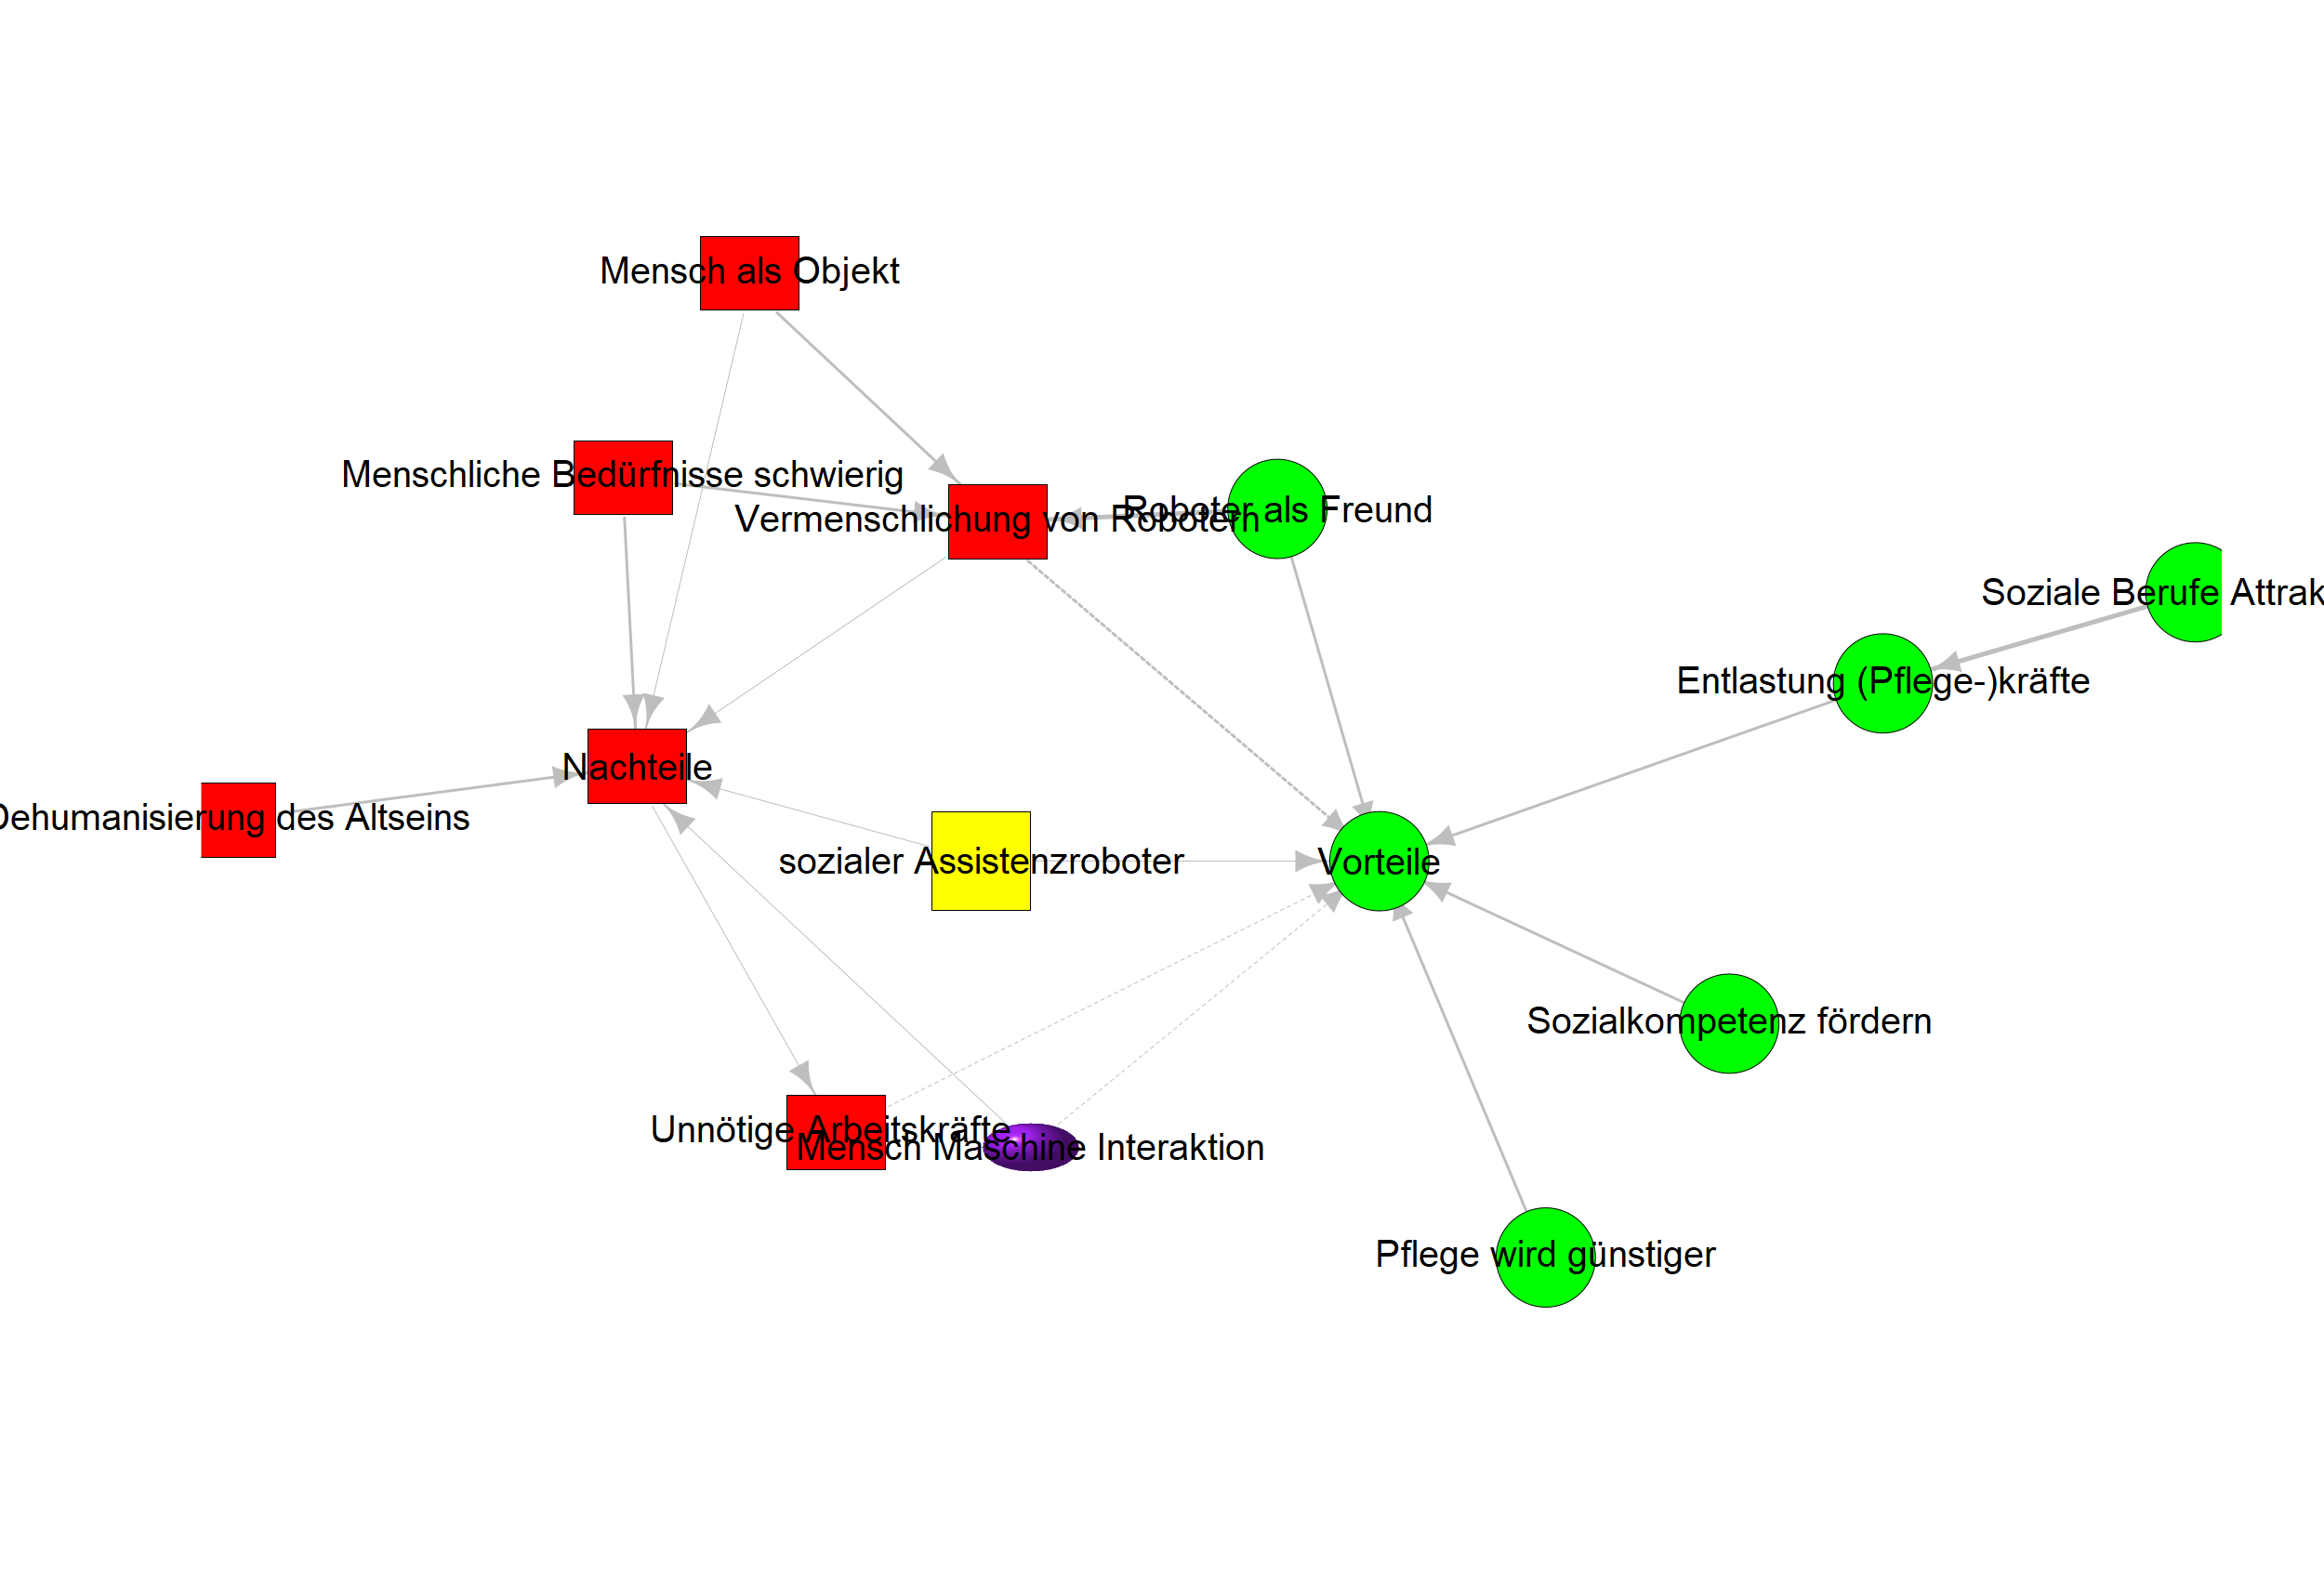 Mensch als Objekt
Menschliche Bedürfnisse schwierig
Vermenschlichung von Robotern
Roboter als Freund
Soziale Berufe Attrak
Entlastung (Pflege-)kräfte
Nachteile
Dehumanisierung des Altseins
sozialer Assistenzroboter
Vorteile
Sozialkompetenz fördern
Unnötige Arbeitskräfte
Mensch Maschine Interaktion
Pflege wird günstiger